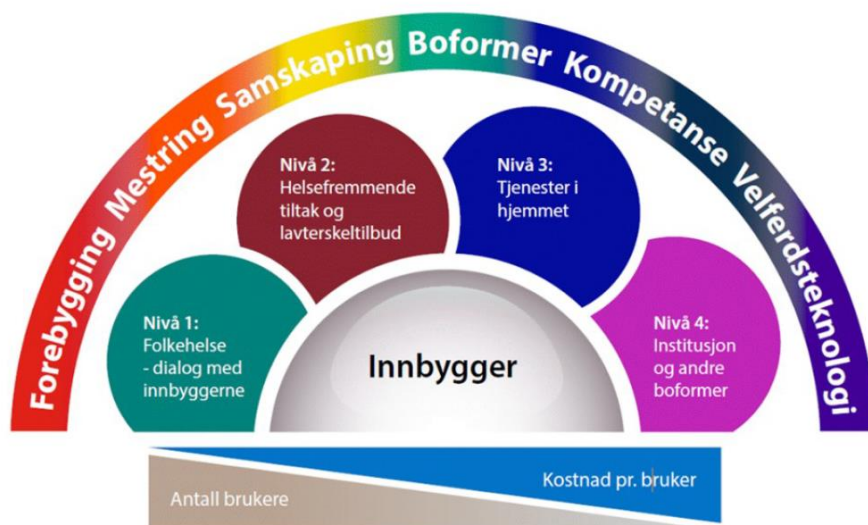 Forebygging Mestring Samskaping Boformer Kompetanse Velferdsteknologi
Nivå 1:
Folkehelse
- dialog med
innbyggerne
Nivå 2:
Helsefremmende
tiltak og
lavterskeltilbud
Nivå 3:
Tjenester i
hjemmet
Nivå 4:
Institusjon
og andre
boformer
Innbygger
Antall brukere
Kostnad pr. bruker